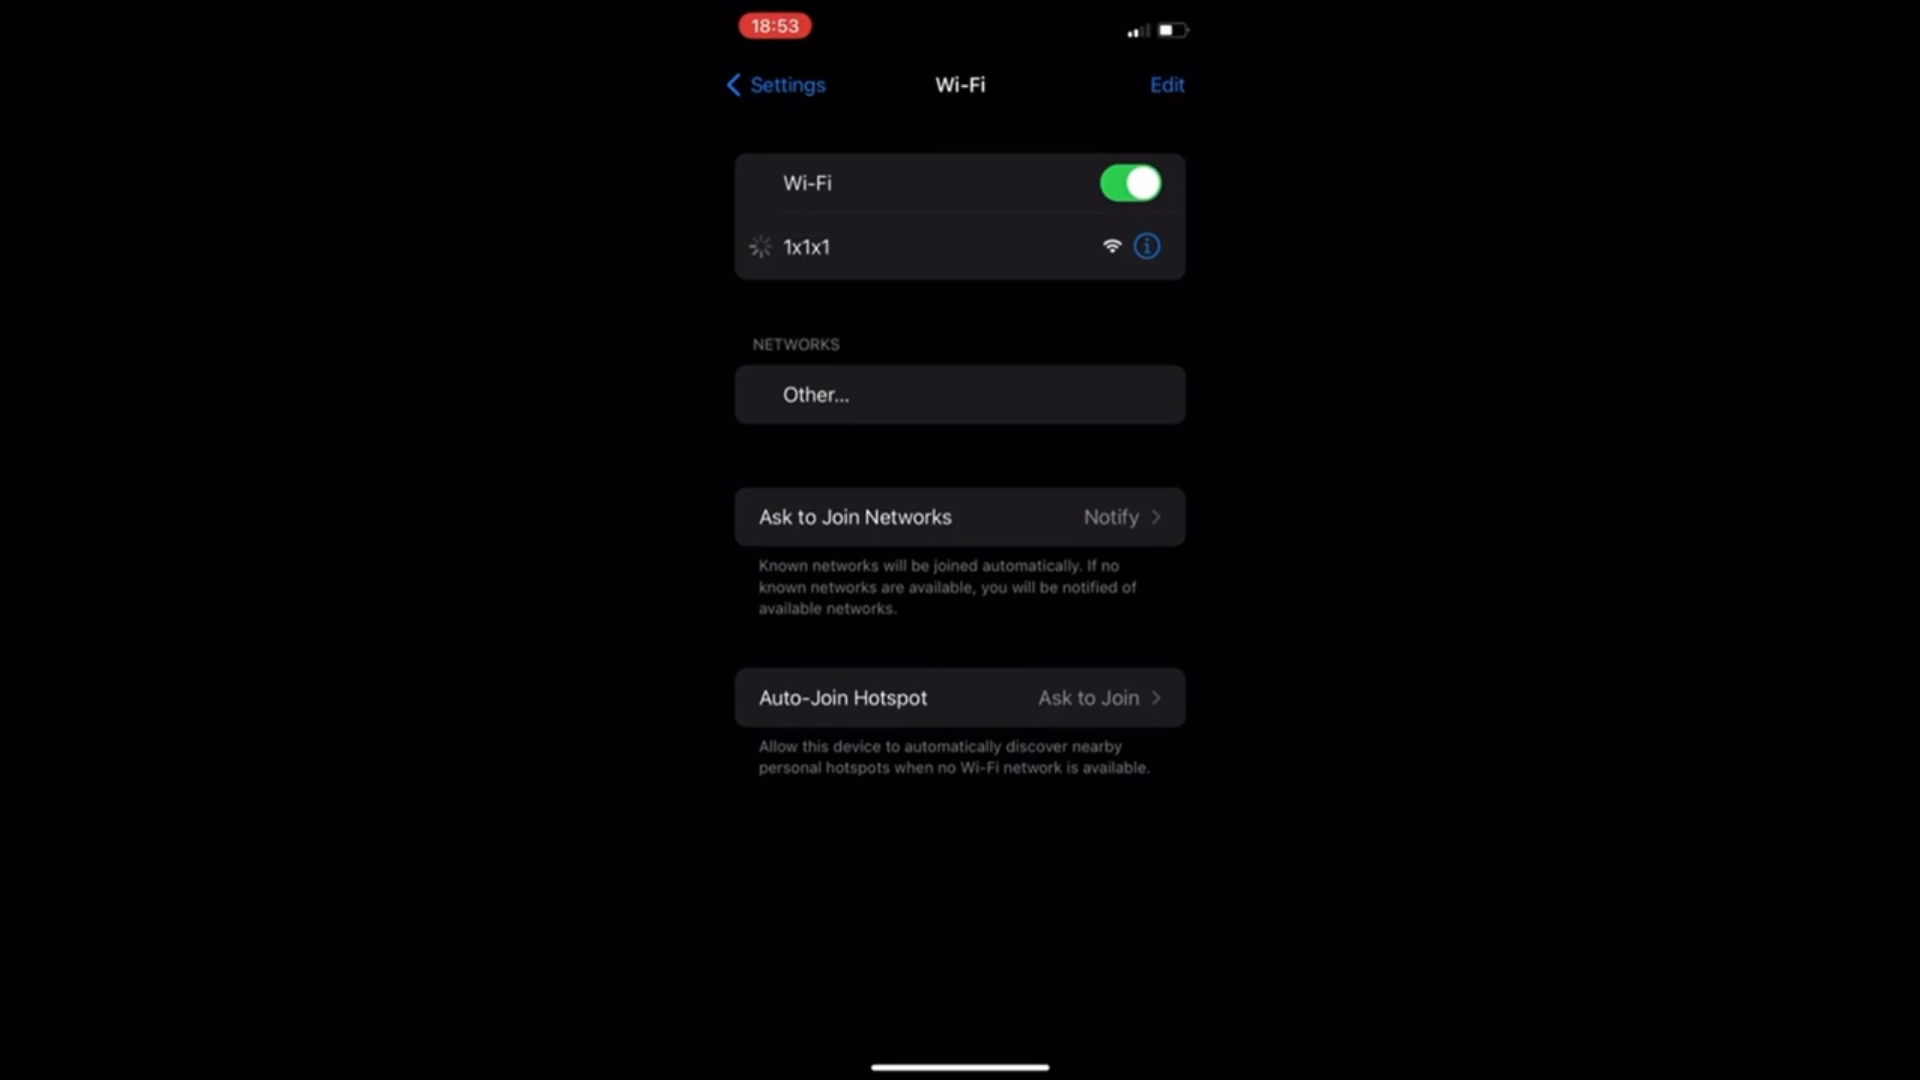 18:53
Settings
Wi-Fi
Edit
Wi-Fi
1x1x1
NETWORKS
Other...
Ask to Join Networks
Notify
Known networks will be joined automatically. If no
known networks are available, you will be notified of
available networks.
Auto-Join Hotspot
Ask to Join
Allow this device to automatically discover nearby
personal hotspots when no Wi-Fi network is available.